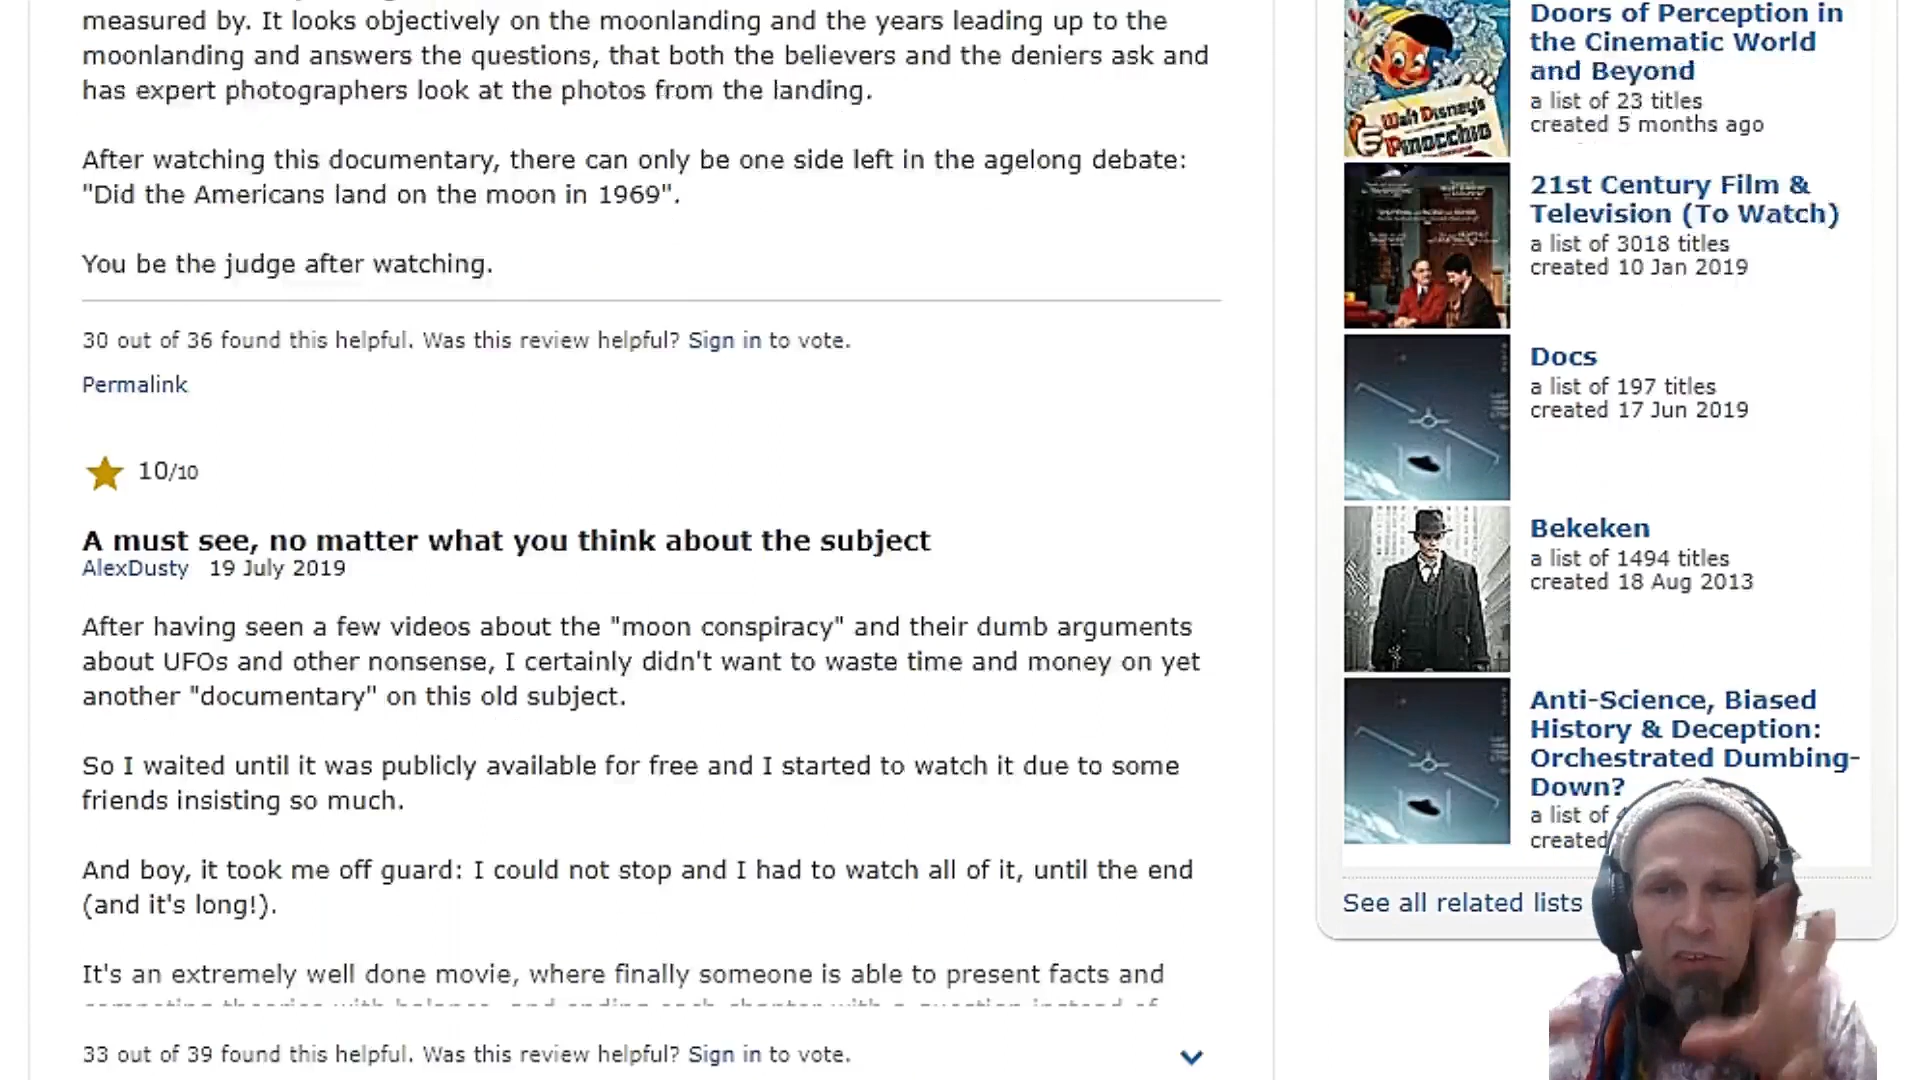 measured by. It looks objectively on the moonlanding and the years leading up to the
moonlanding and answers the questions, that both the believers and the deniers ask and
has expert photographers look at the photos from the landing.
After watching this documentary, there can only be one side left in the agelong debate:
"Did the Americans land on the moon in 1969".
You be the judge after watching.
30 out of 36 found this helpful. Was this review helpful? Sign in to vote.
Permalink
10/10
A must see, no matter what you think about the subject
AlexDusty 19 July 2019
After having seen a few videos about the "moon conspiracy" and their dumb arguments
about UFOs and other nonsense, I certainly didn't want to waste time and money on yet
another "documentary" on this old subject.
So I waited until it was publicly available for free and I started to watch it due to some
friends insisting so much.
And boy, it took me off guard: I could not stop and I had to watch all of it, until the end
(and it's long!).
It's an extremely well done movie, where finally someone is able to present facts and
33 out of 39 found this helpful. Was this review helpful? Sign in to vote.
Walt Disney's
Pinocchio
Doors of Perception in
the Cinematic World
and Beyond
a list of 23 titles
created 5 months ago
21st Century Film &
Television (To Watch)
a list of 3018 titles
created 10 Jan 2019
Docs
a list of 197 titles
created 17 Jun 2019
Bekeken
a list of 1494 titles
created 18 Aug 2013
Anti-Science, Biased
History & Deception:
Orchestrated Dumbing-
Down?
a list of
created
See all related lists